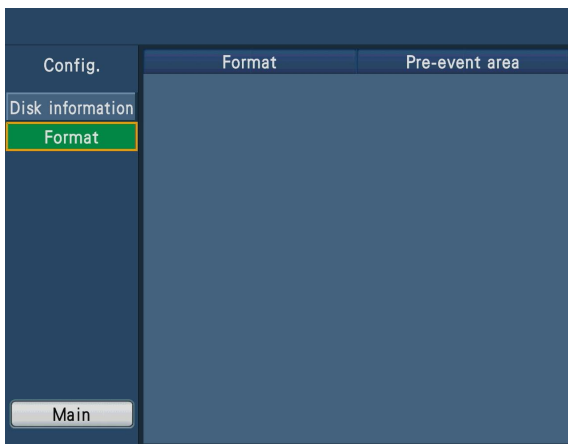 Config.
Format Pre-event area
Disk information
Format
Main